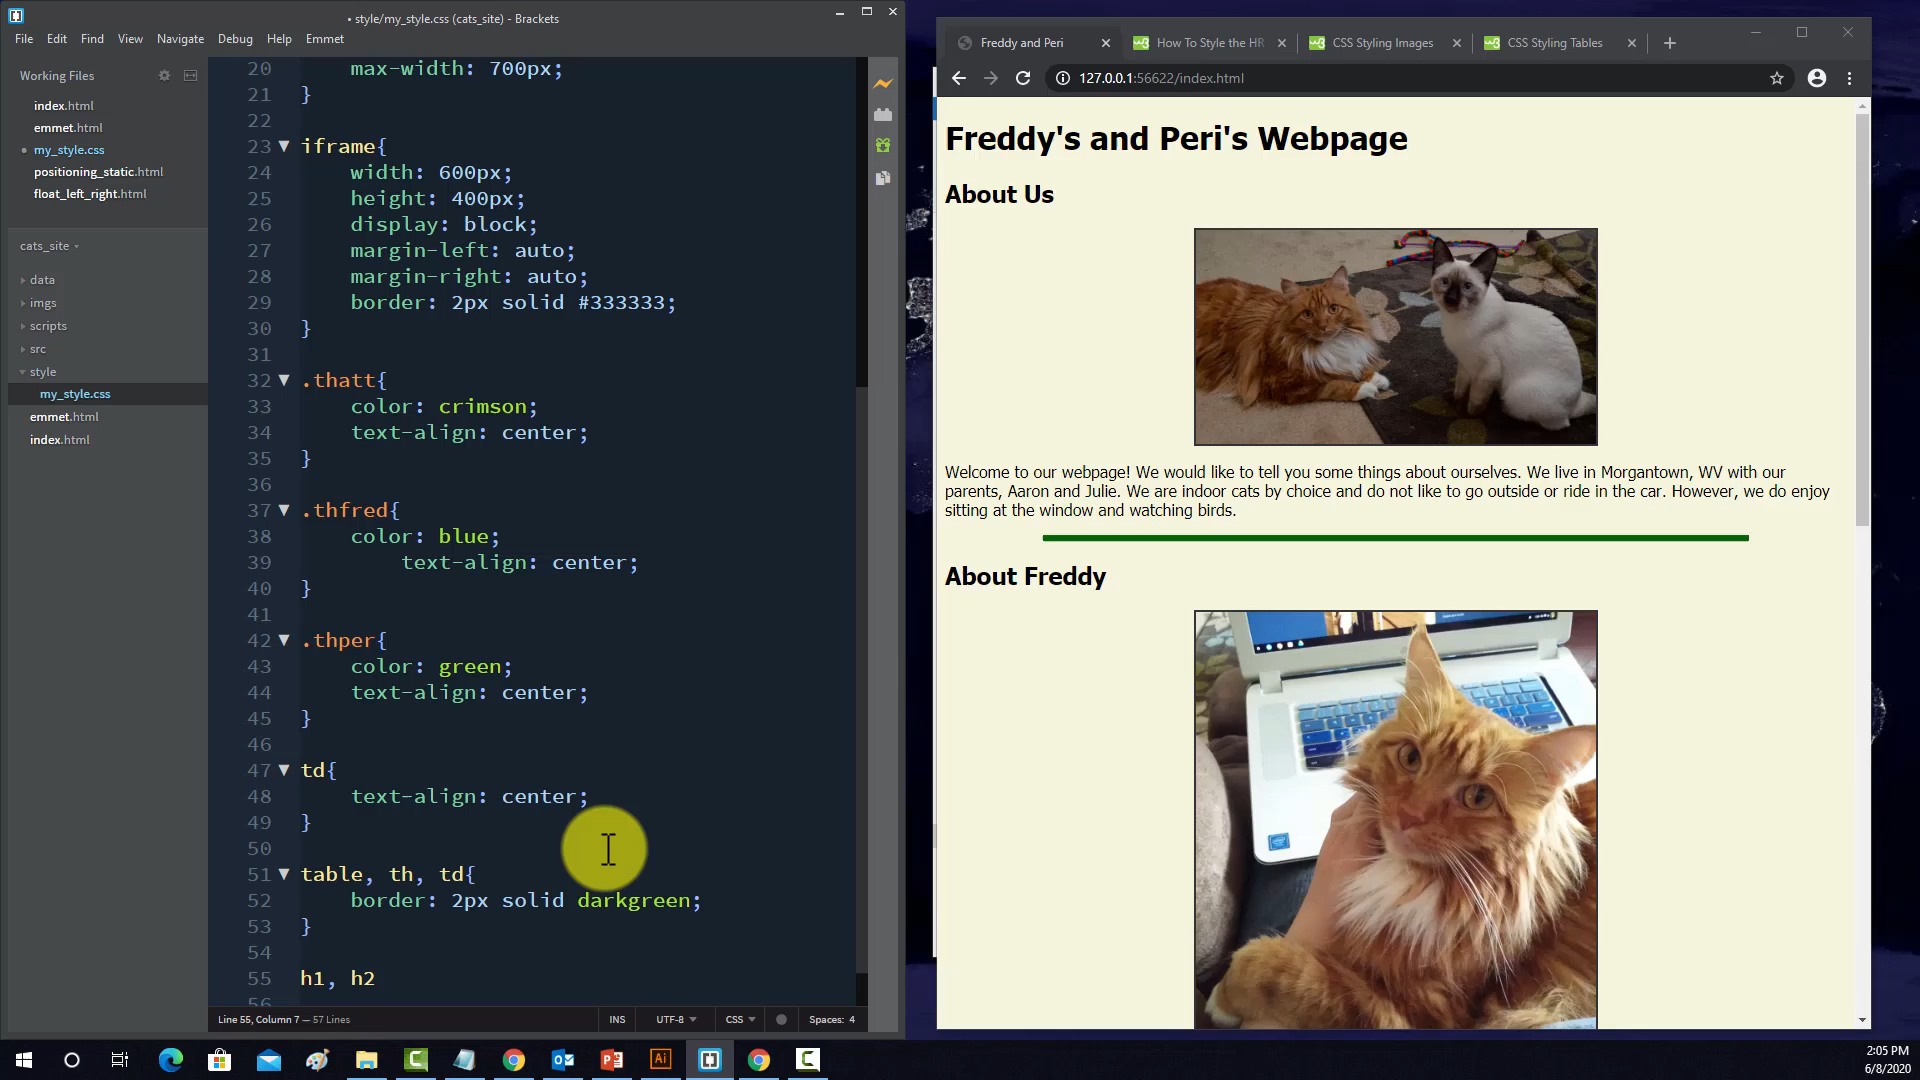 • style/my_style.css (cats_site) - Brackets
File Edit Find View Navigate Debug Help Emmet
Working Files
index.html
emmet.html
my_style.css
positioning_static.html
float_left_right.html
cats_site
data
imgs
scripts
src
style
my_style.css
emmet.html
index.html
20 max-width: 700px;
21 }
22
23 iframe{
24 width: 600px;
25 height: 400px;
26 display: block;
27 margin-left: auto;
28 margin-right: auto;
29 border: 2px solid #333333;
30 }
31
32 .thatt{
33 color: crimson;
34 text-align: center;
35 }
36
37 .thfred{
38 color: blue;
39 text-align: center;
40 }
41
42 .thper{
43 color: green;
44 text-align: center;
45 }
46
47 td{
48 text-align: center;
49 }
50
51 table, th, td{
52 border: 2px solid darkgreen;
53 }
54
55 h1, h2
56
Line 55, Column 7 — 57 Lines INS UTF-8 CSS Spaces: 4
Freddy and Peri How To Style the HR CSS Styling Images CSS Styling Tables
127.0.0.1:56622/index.html
Freddy's and Peri's Webpage
About Us
Welcome to our webpage! We would like to tell you some things about ourselves. We live in Morgantown, WV with our
parents, Aaron and Julie. We are indoor cats by choice and do not like to go outside or ride in the car. However, we do enjoy
sitting at the window and watching birds.
About Freddy
2:05 PM
6/8/2020